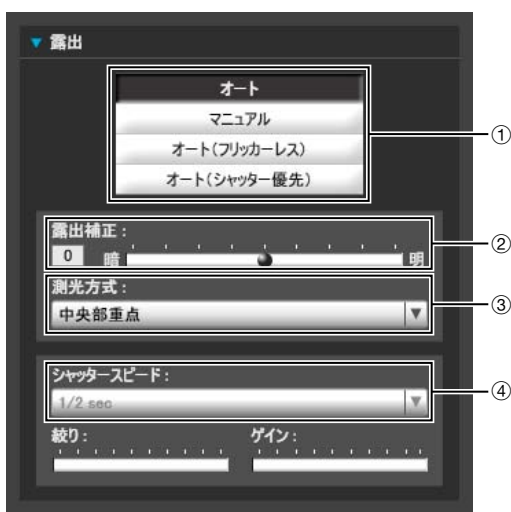 ▼ 露出
オート
マニュアル
オート(フリッカーレス)
オート(シャッター優先)
①
露出補正:
0 暗 明
②
測光方式:
中央部重点
③
シャッタースピード:
1/2 sec
④
絞り: ゲイン: